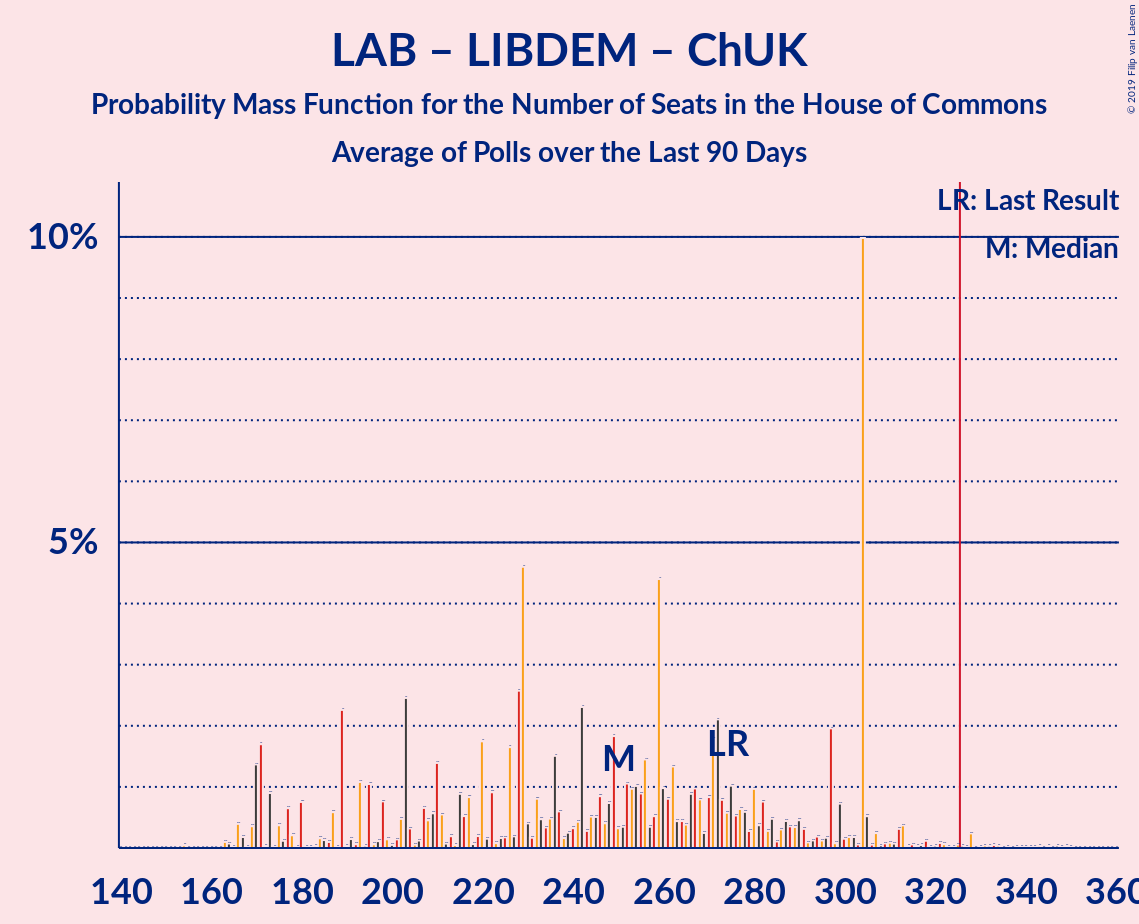 LAB – LIBDEM – ChUK
Probability Mass Function for the Number of Seats in the House of Commons
Average of Polls over the Last 90 Days
© 2019 Filip van Laenen
LR: Last Result
M: Median
10%
5%
M
LR
140 160 180 200 220 240 260 280 300 320 340 360